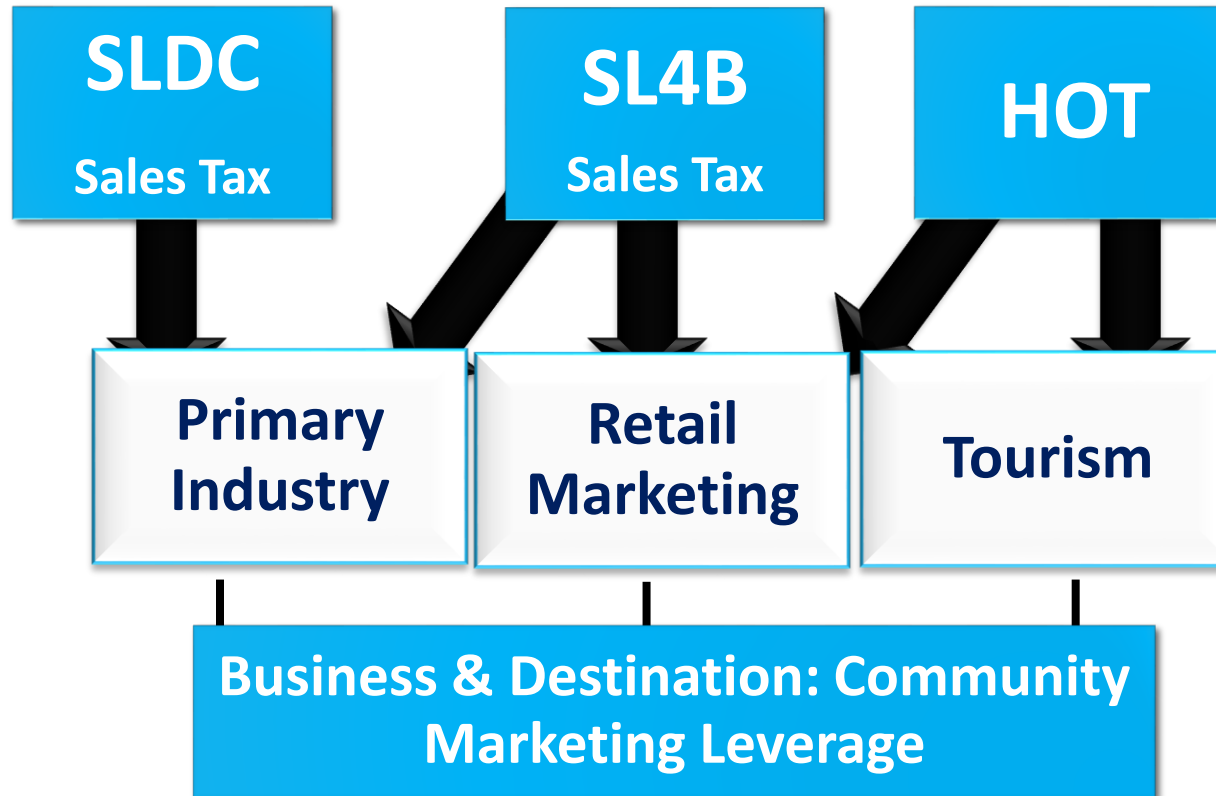 SLDC
Sales Tax
SL4B
Sales Tax
HOT
Primary
Industry
Retail
Marketing
Tourism
Business & Destination: Community
Marketing Leverage